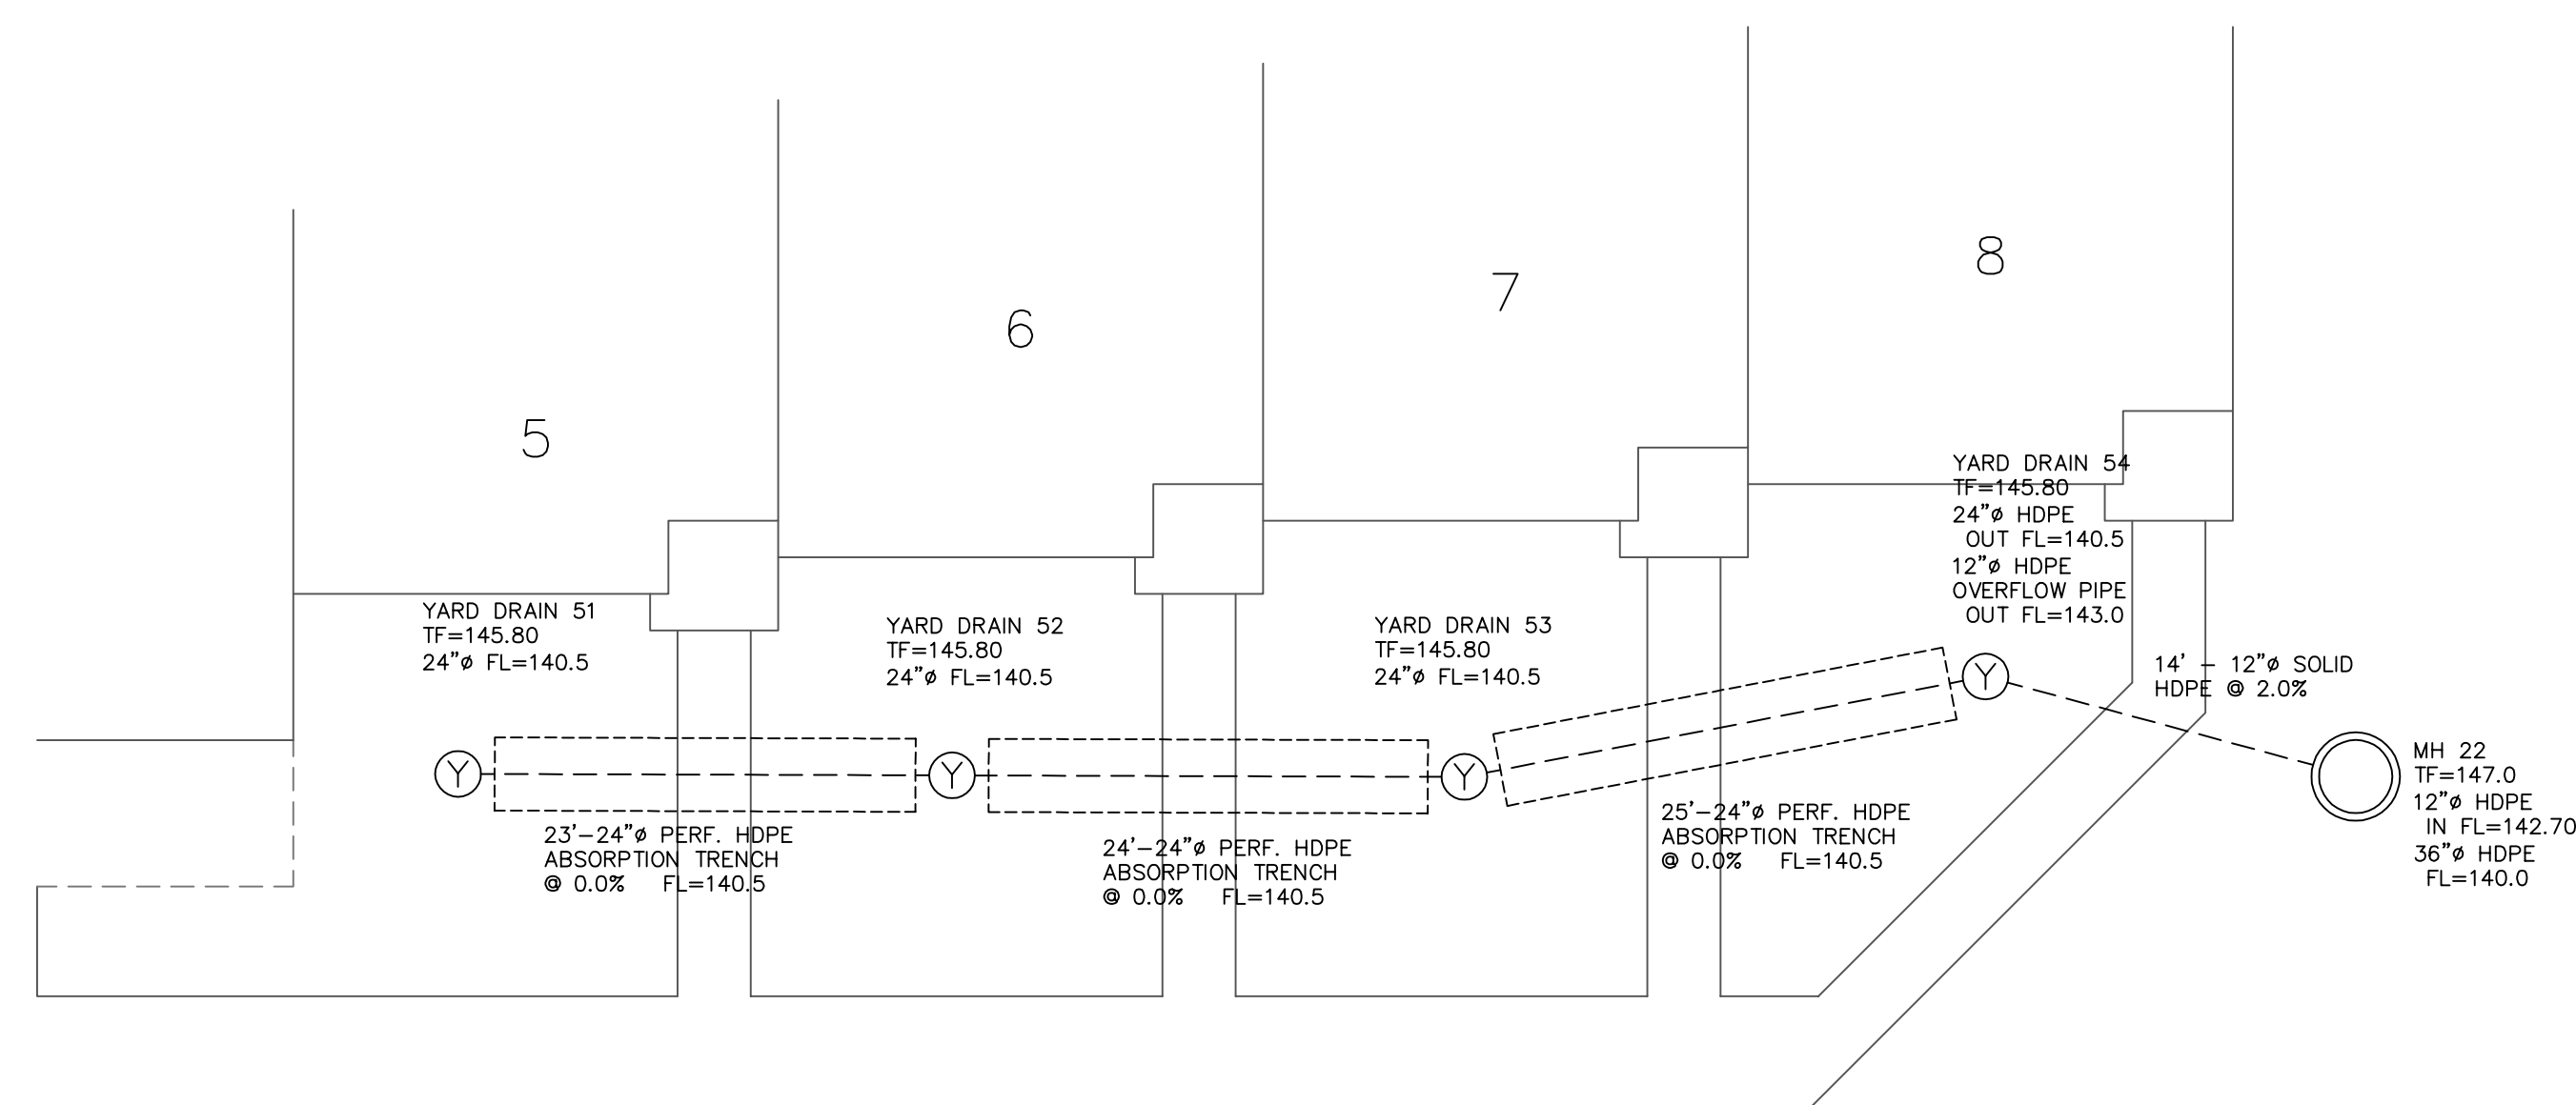 5
6
7
8
YARD DRAIN 51
TF=145.80
24"ø FL=140.5
YARD DRAIN 52
TF=145.80
24"ø FL=140.5
YARD DRAIN 53
TF=145.80
24"ø FL=140.5
YARD DRAIN 54
TF=145.80
24"ø HDPE
OUT FL=140.5
12"ø HDPE
OVERFLOW PIPE
OUT FL=143.0
14' – 12"ø SOLID
HDPE @ 2.0%
Y
Y
Y
Y
MH 22
TF=147.0
12"ø HDPE
IN FL=142.70
36"ø HDPE
FL=140.0
23'–24"ø PERF. HDPE
ABSORPTION TRENCH
@ 0.0% FL=140.5
24'–24"ø PERF. HDPE
ABSORPTION TRENCH
@ 0.0% FL=140.5
25'–24"ø PERF. HDPE
ABSORPTION TRENCH
@ 0.0% FL=140.5